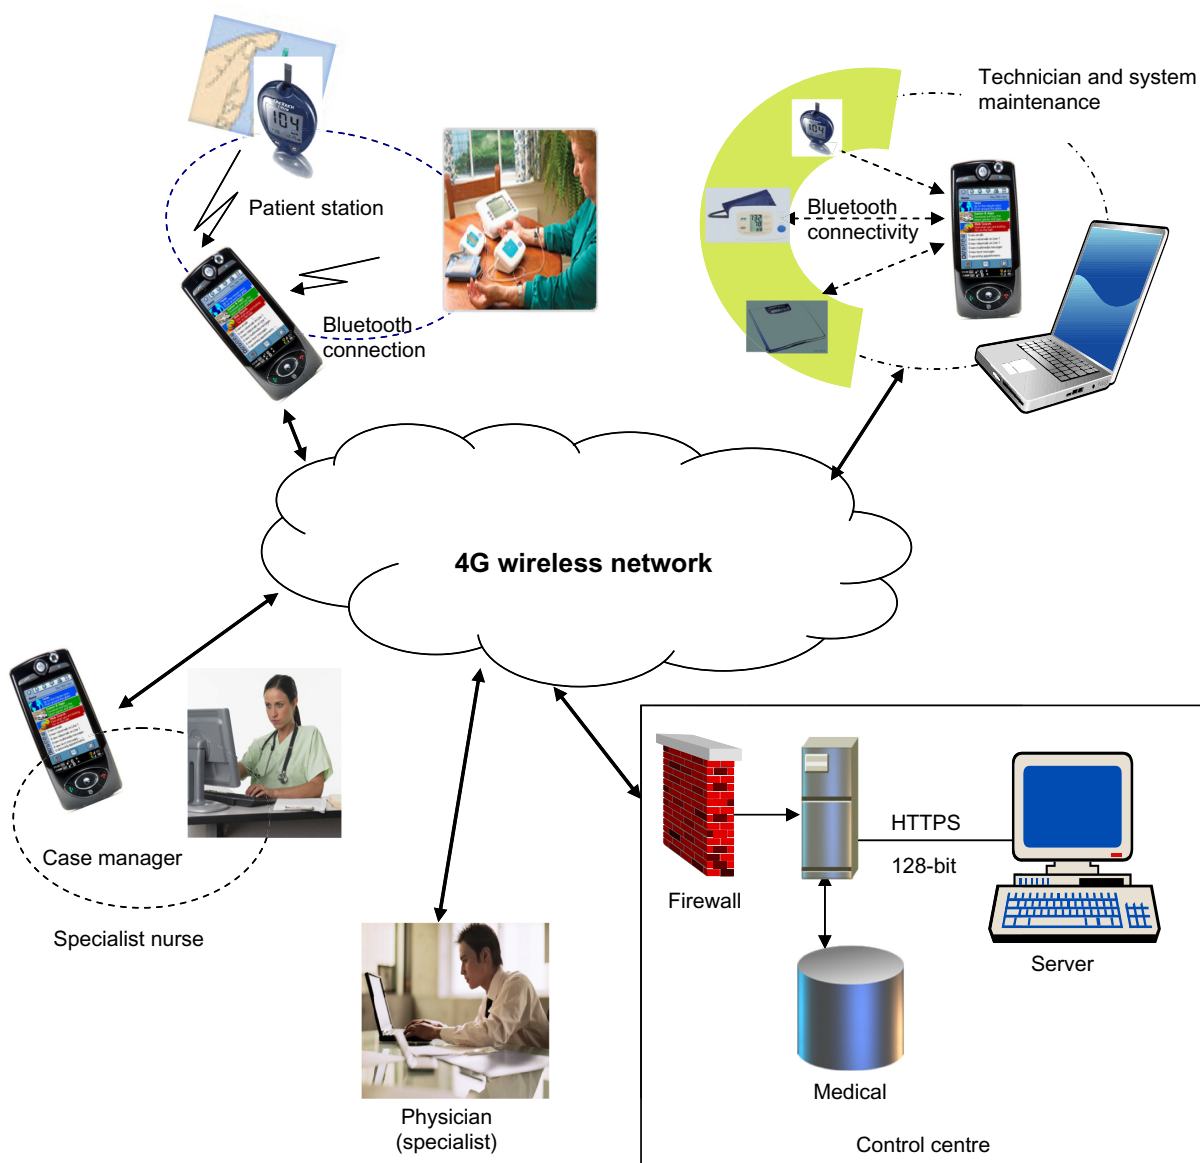 Technician and system
maintenance
104
104
Patient station
Bluetooth
connectivity
Bluetooth
connection
4G wireless network
HTTPS
128-bit
Firewall
Case manager
Specialist nurse
Server
Medical
Physician
(specialist)
Control centre